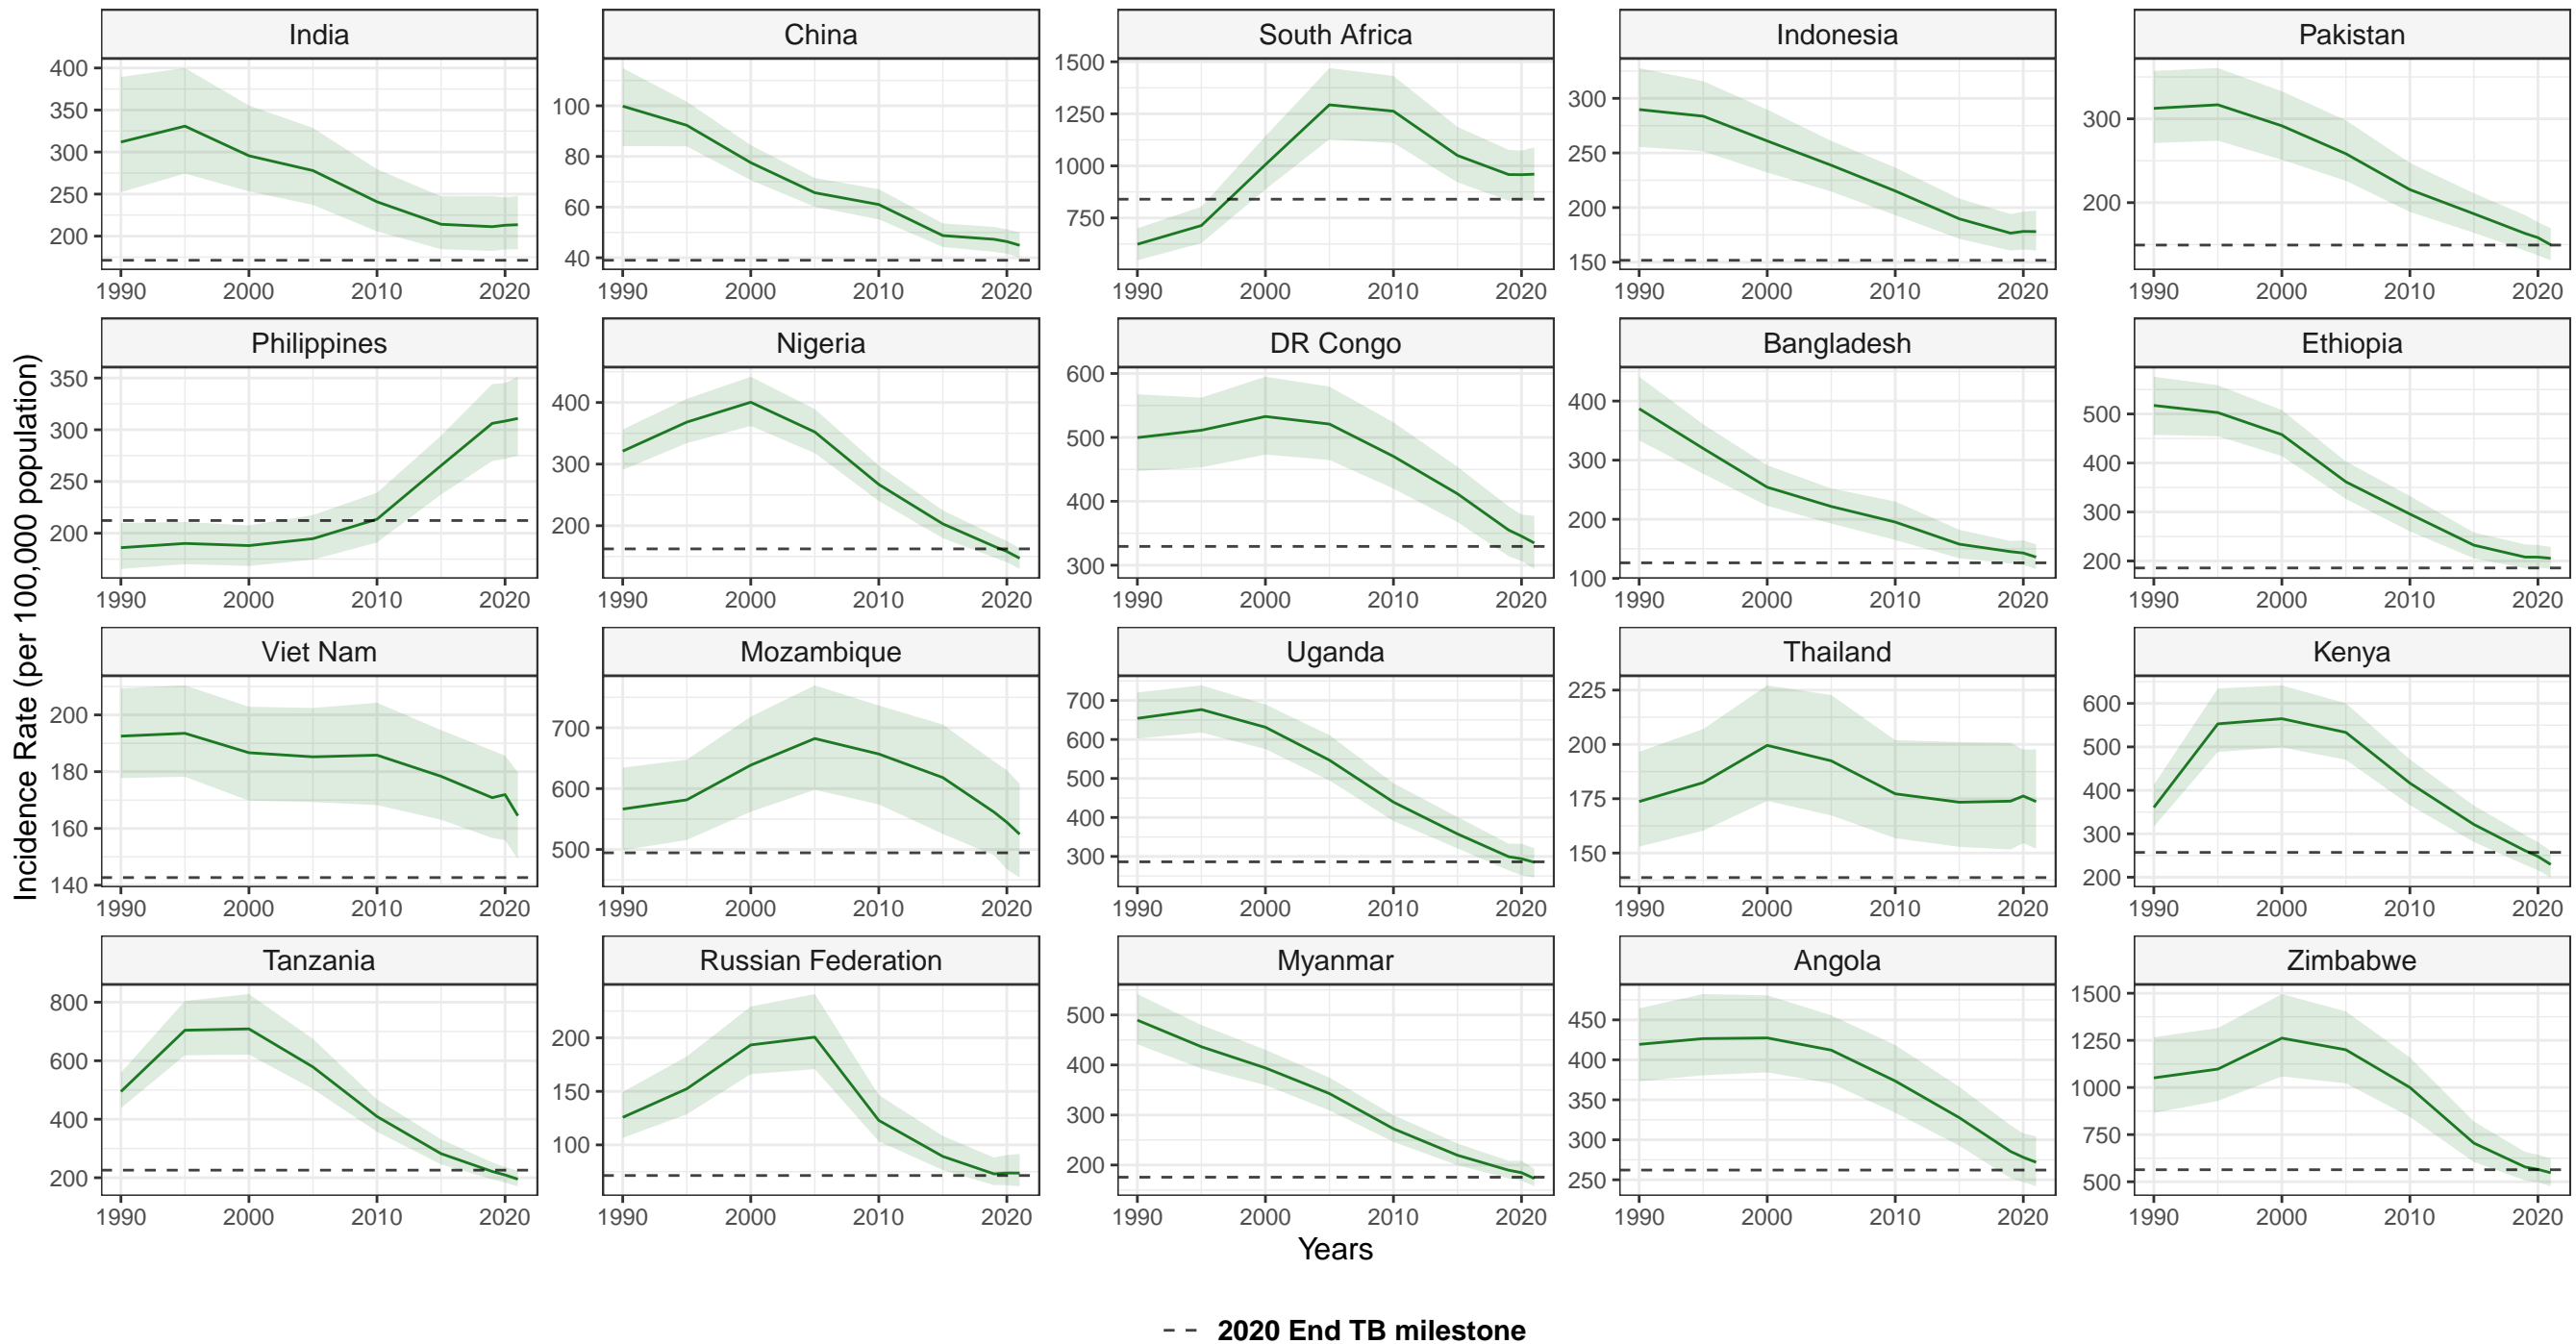 India China South Africa Indonesia Pakistan
400 350 300 250 200
100 80 60 40
1500 1250 1000 750
300 250 200 150
300 200
1990 2000 2010 2020 1990 2000 2010 2020 1990 2000 2010 2020 1990 2000 2010 2020 1990 2000 2010 2020
Philippines Nigeria DR Congo Bangladesh Ethiopia
350 300 250 200
400 300 200
600 500 400 300
400 300 200 100
500 400 300 200
1990 2000 2010 2020 1990 2000 2010 2020 1990 2000 2010 2020 1990 2000 2010 2020 1990 2000 2010 2020
Incidence Rate (per 100,000 population)
Viet Nam Mozambique Uganda Thailand Kenya
200 180 160 140
700 600 500
700 600 500 400 300
225 200 175 150
600 500 400 300 200
1990 2000 2010 2020 1990 2000 2010 2020 1990 2000 2010 2020 1990 2000 2010 2020 1990 2000 2010 2020
Tanzania Russian Federation Myanmar Angola Zimbabwe
800 600 400 200
200 150 100
500 400 300 200
450 400 350 300 250
1500 1250 1000 750 500
1990 2000 2010 2020 1990 2000 2010 2020 1990 2000 2010 2020 1990 2000 2010 2020 1990 2000 2010 2020
Years
2020 End TB milestone